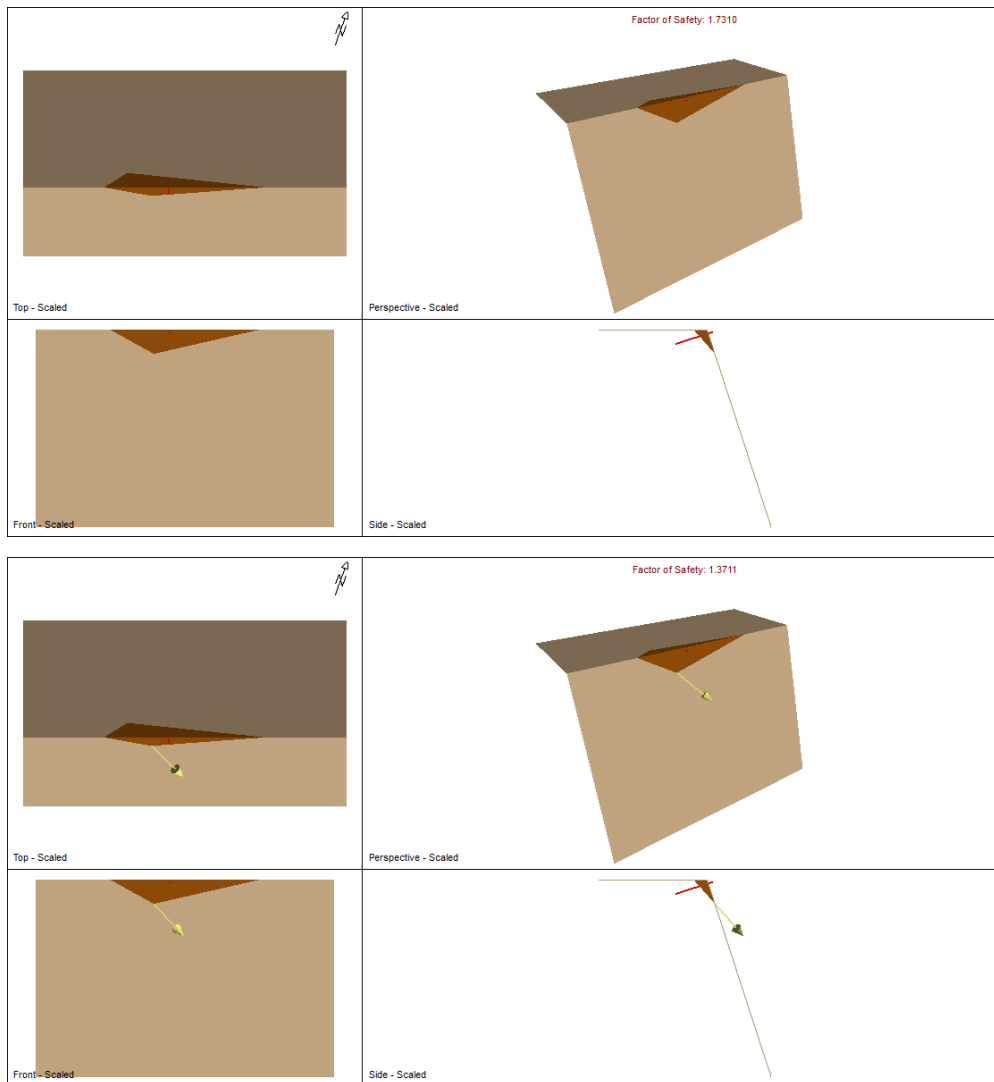 N
Factor of Safety: 1.7310
Top - Scaled
Perspective - Scaled
Front - Scaled
Side - Scaled
N
Factor of Safety: 1.3711
Top - Scaled
Perspective - Scaled
Front - Scaled
Side - Scaled